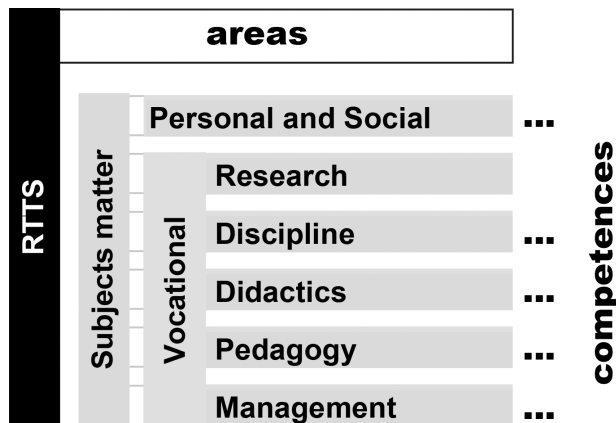 areas
RTTS
Subjects matter
Personal and Social ...
Vocational
Research
Discipline ...
Didactics ...
Pedagogy ...
Management ...
competences